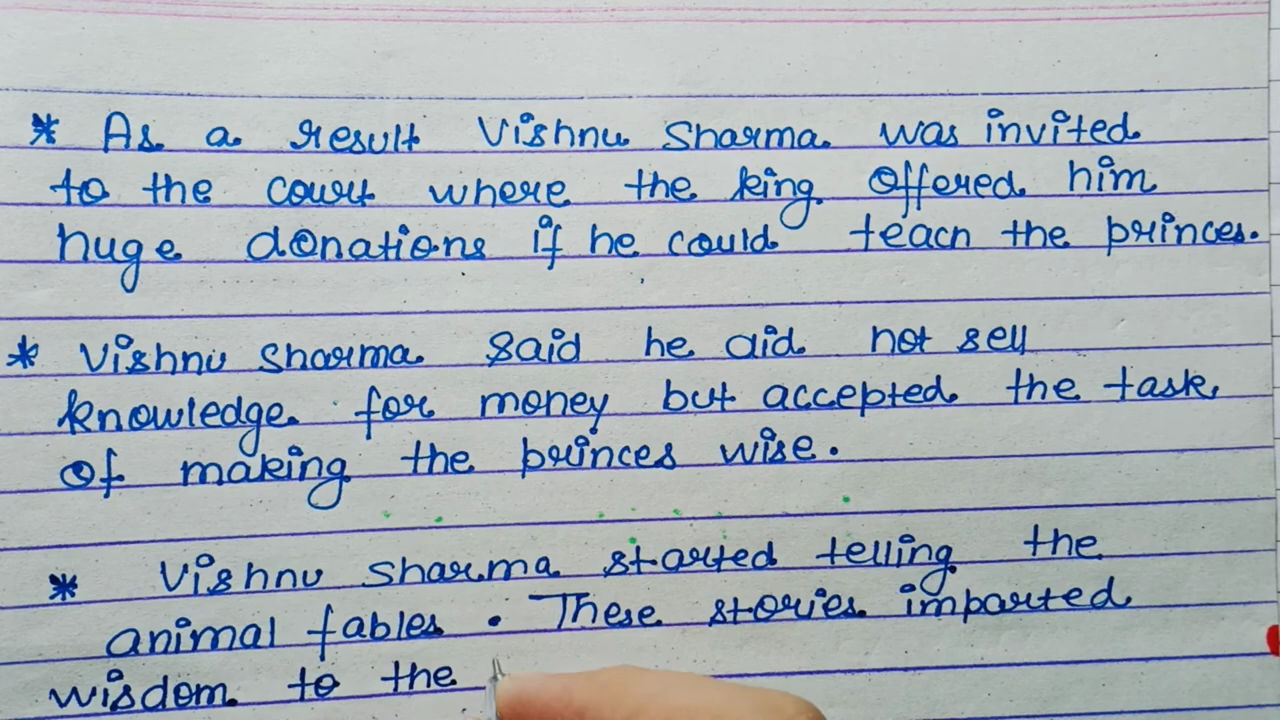 * As a result Vishnu Sharma was invited
to the court where the king offered him
huge donations if he could teach the princes.
* Vishnu Sharma said he did not sell
knowledge for money but accepted the task
of making the princes wise.
* Vishnu Sharma started telling the
animal fables. These stories imparted
wisdom to the